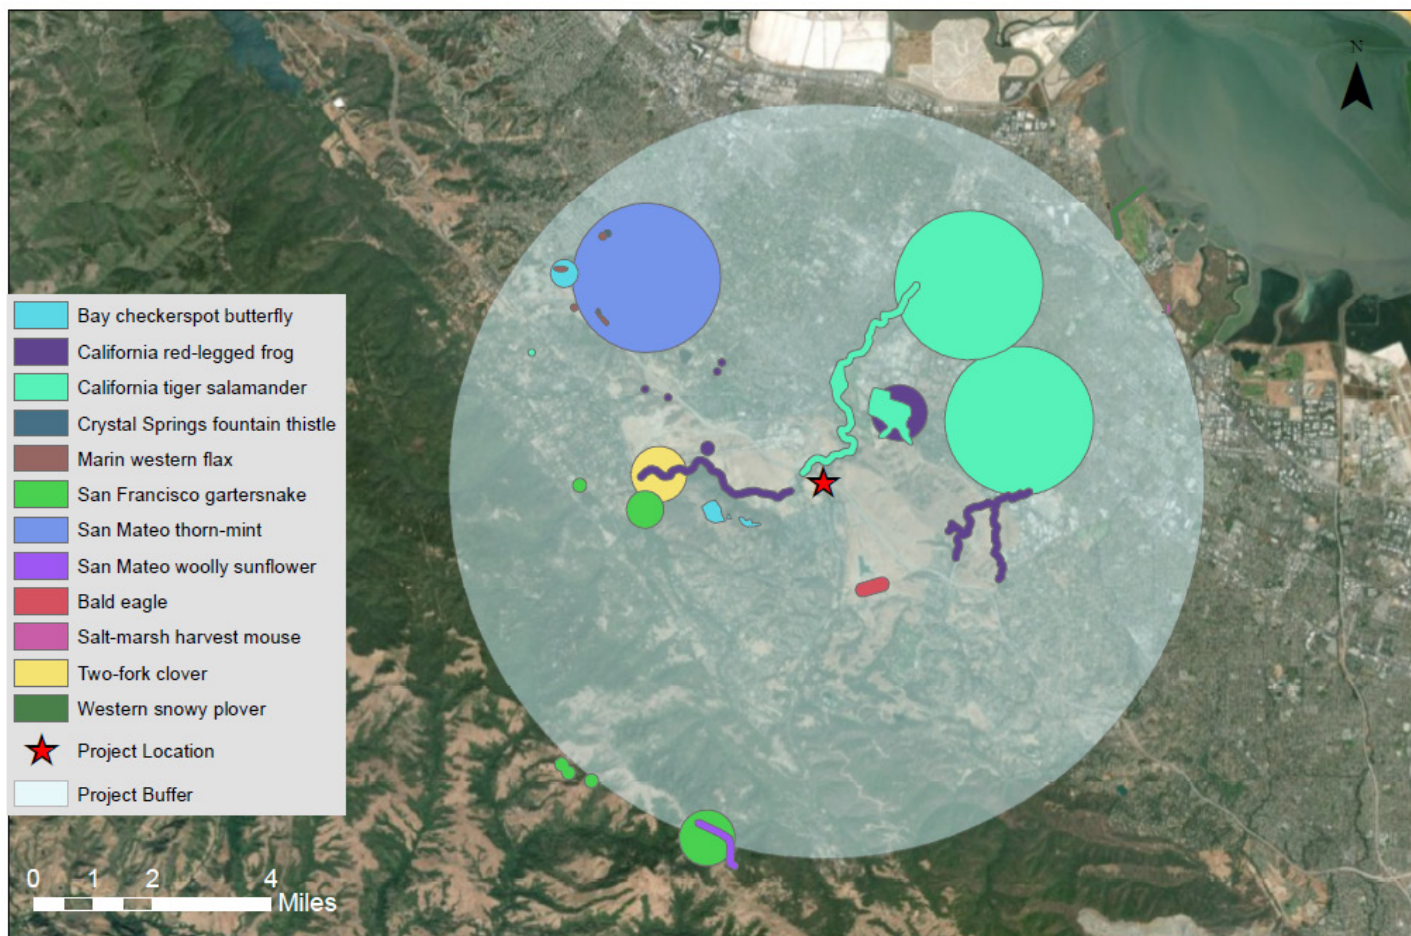 N
Bay checkerspot butterfly
California red-legged frog
California tiger salamander
Crystal Springs fountain thistle
Marin western flax
San Francisco gartersnake
San Mateo thorn-mint
San Mateo woolly sunflower
Bald eagle
Salt-marsh harvest mouse
Two-fork clover
Western snowy plover
Project Location
Project Buffer
0 1 2 4
Miles